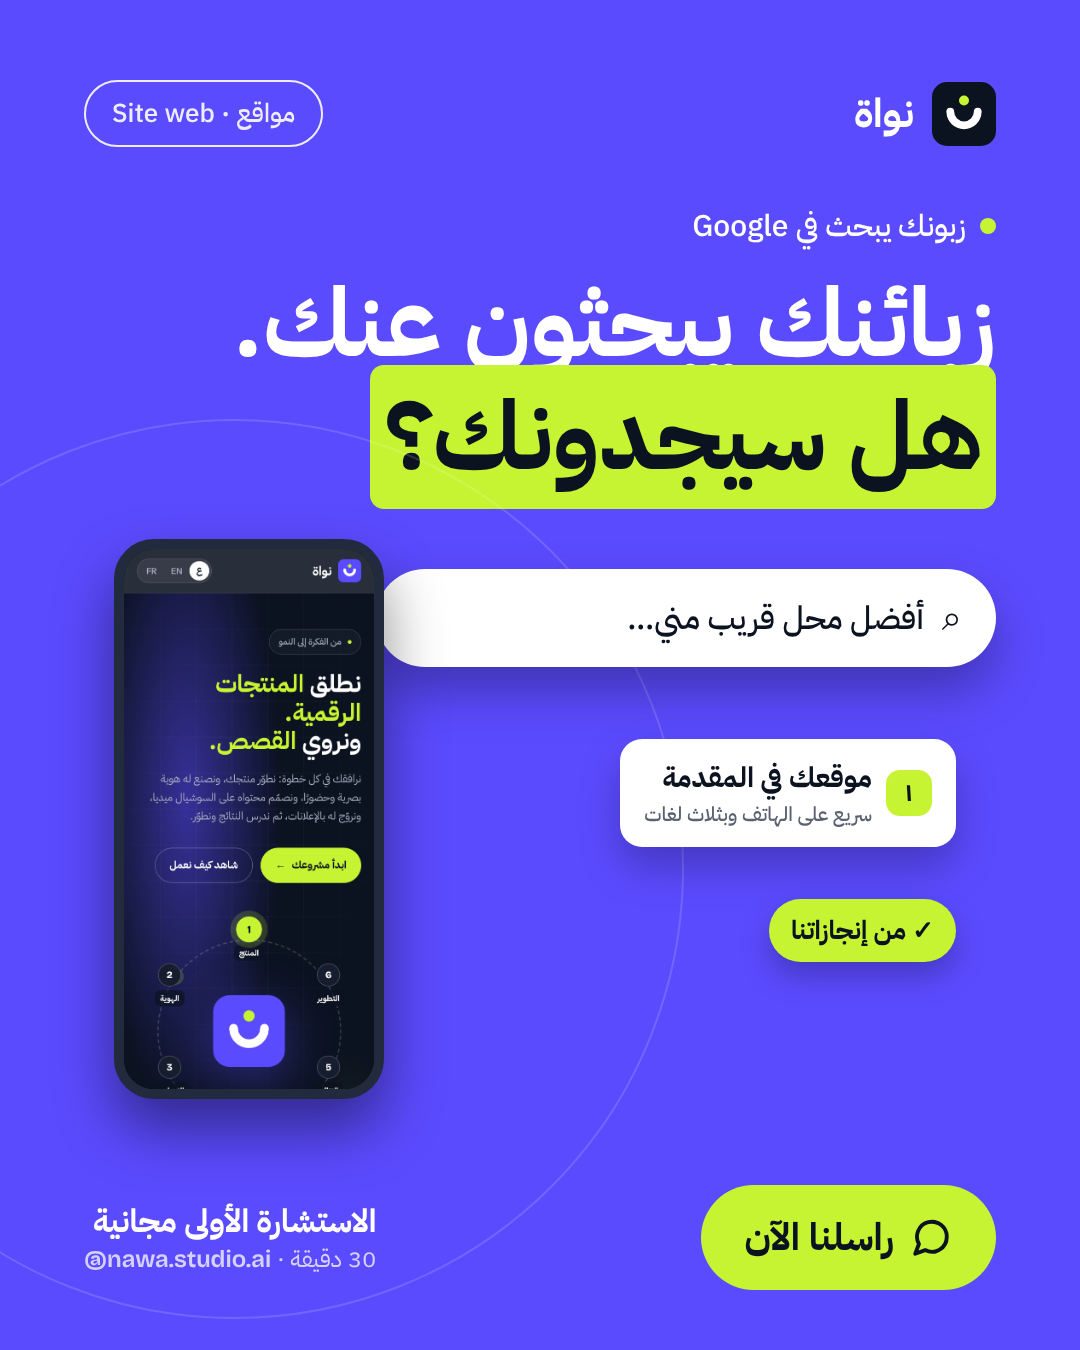 نواة
مواقع · Site web
زبونك يبحث في Google
زبائنك يبحثون عنك.
هل سيجدونك؟
أفضل محل قريب مني...
١
موقعك في المقدمة
سريع على الهاتف وبثلاث لغات
✓ من إنجازاتنا
نواة
ع EN FR
من الفكرة إلى النمو
نطلق المنتجات
الرقمية.
ونروي القصص.
نرافقك في كل خطوة: نطوّر منتجك، ونصنع له هوية
بصرية وحضورًا، ونصمّم محتواه على السوشيال ميديا،
ونروّج له بالإعلانات، ثم ندرس النتائج ونطوّر.
ابدأ مشروعك ←
شاهد كيف نعمل
1
المنتج
6
التطوير
2
الهوية
5
3
راسلنا الآن
الاستشارة الأولى مجانية
30 دقيقة · @nawa.studio.ai